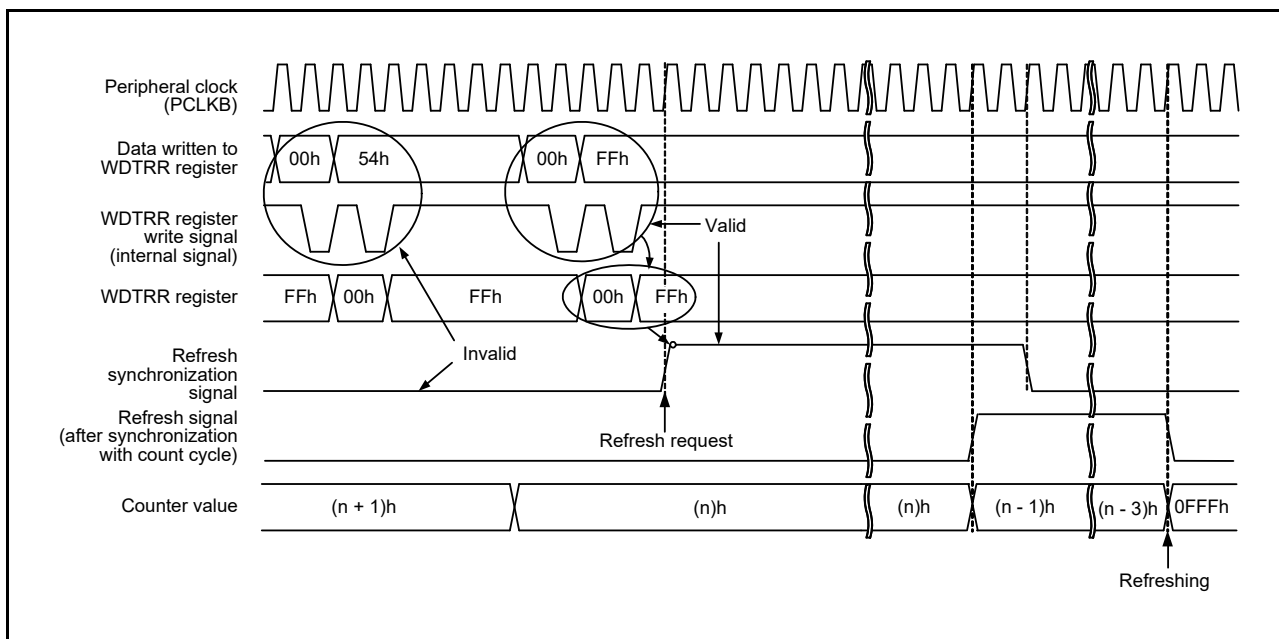 Peripheral clock
(PCLKB)
Data written to
WDTRR register
00h
54h
00h
FFh
WDTRR register
write signal
(internal signal)
Valid
WDTRR register
FFh
00h
FFh
00h
FFh
Invalid
Refresh
synchronization
signal
Refresh signal
(after synchronization
with count cycle)
Refresh request
Counter value
(n + 1)h
(n)h
(n)h
(n - 1)h
(n - 3)h
0FFFh
Refreshing